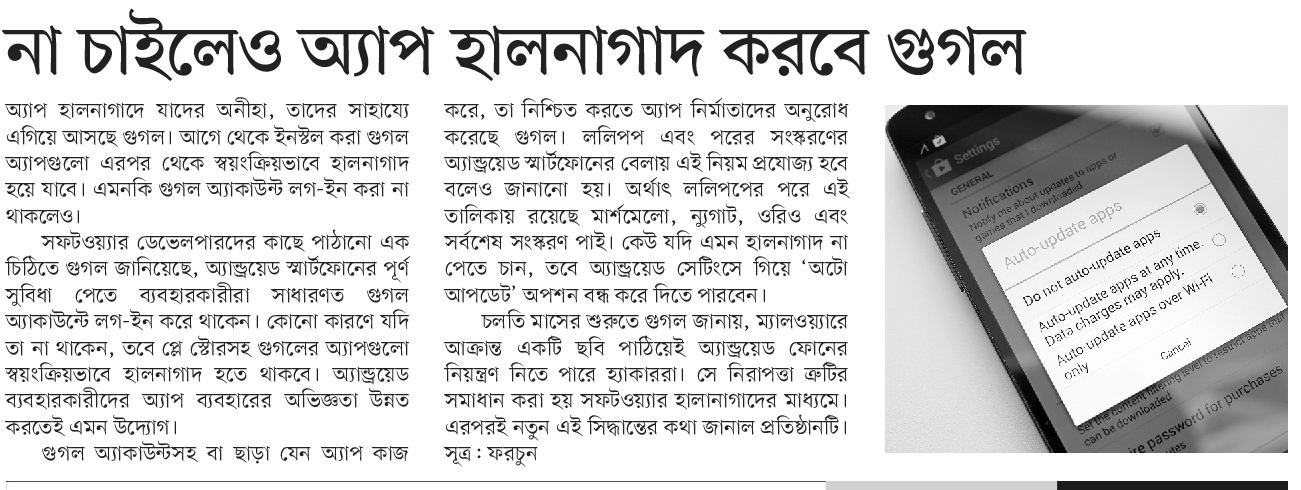 না চাইলেও অ্যাপ হালনাগাদ করবে গুগল
অ্যাপ হালনাগাদে যাদের অনীহা, তাদের সাহায্যে
এগিয়ে আসছে গুগল। আগে থেকে ইনস্টল করা গুগল
অ্যাপগুলো এরপর থেকে স্বয়ংক্রিয়ভাবে হালনাগাদ
হয়ে যাবে। এমনকি গুগল অ্যাকাউন্ট লগ-ইন করা না
থাকলেও।
সফটওয়্যার ডেভেলপারদের কাছে পাঠানো এক
চিঠিতে গুগল জানিয়েছে, অ্যান্ড্রয়েড স্মার্টফোনের পূর্ণ
সুবিধা পেতে ব্যবহারকারীরা সাধারণত গুগল
অ্যাকাউন্টে লগ-ইন করে থাকেন। কোনো কারণে যদি
তা না থাকেন, তবে প্লে স্টোরসহ গুগলের অ্যাপগুলো
স্বয়ংক্রিয়ভাবে হালনাগাদ হতে থাকবে। অ্যান্ড্রয়েড
ব্যবহারকারীদের অ্যাপ ব্যবহারের অভিজ্ঞতা উন্নত
করতেই এমন উদ্যোগ।
গুগল অ্যাকাউন্টসহ বা ছাড়া যেন অ্যাপ কাজ
করে, তা নিশ্চিত করতে অ্যাপ নির্মাতাদের অনুরোধ
করেছে গুগল। ললিপপ এবং পরের সংস্করণের
অ্যান্ড্রয়েড স্মার্টফোনের বেলায় এই নিয়ম প্রযোজ্য হবে
বলেও জানানো হয়। অর্থাৎ ললিপপের পরে এই
তালিকায় রয়েছে মার্শমেলো, ন্যুগাট, ওরিও এবং
সর্বশেষ সংস্করণ পাই। কেউ যদি এমন হালনাগাদ না
পেতে চান, তবে অ্যান্ড্রয়েড সেটিংসে গিয়ে ‘অটো
আপডেট’ অপশন বন্ধ করে দিতে পারবেন।
চলতি মাসের শুরুতে গুগল জানায়, ম্যালওয়্যারে
আক্রান্ত একটি ছবি পাঠিয়েই অ্যান্ড্রয়েড ফোনের
নিয়ন্ত্রণ নিতে পারে হ্যাকাররা। সে নিরাপত্তা ত্রুটির
সমাধান করা হয় সফটওয়্যার হালানাগাদের মাধ্যমে।
এরপরই নতুন এই সিদ্ধান্তের কথা জানাল প্রতিষ্ঠানটি।
সূত্র : ফরচুন
Settings
GENERAL
Notifications
Notify me about updates to apps or
games that I downloaded
Auto-update apps
Do not auto-update apps
Auto-update apps at any time.
Data charges may apply.
Auto-update apps over Wi-Fi
only
Cancel
Set the content filtering level to restrict apps that
can be downloaded
ire password for purchases